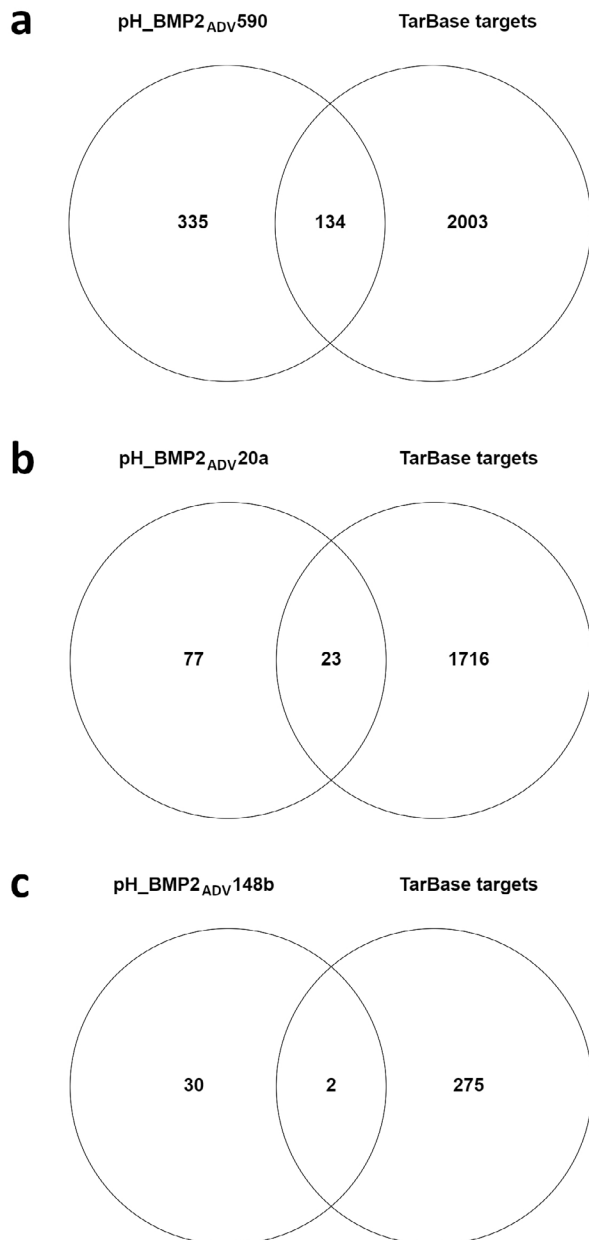 a
pH_BMP2ADV590 TarBase targets
335 134 2003
b
pH_BMP2ADV20a TarBase targets
77 23 1716
c
pH_BMP2ADV148b TarBase targets
30 2 275